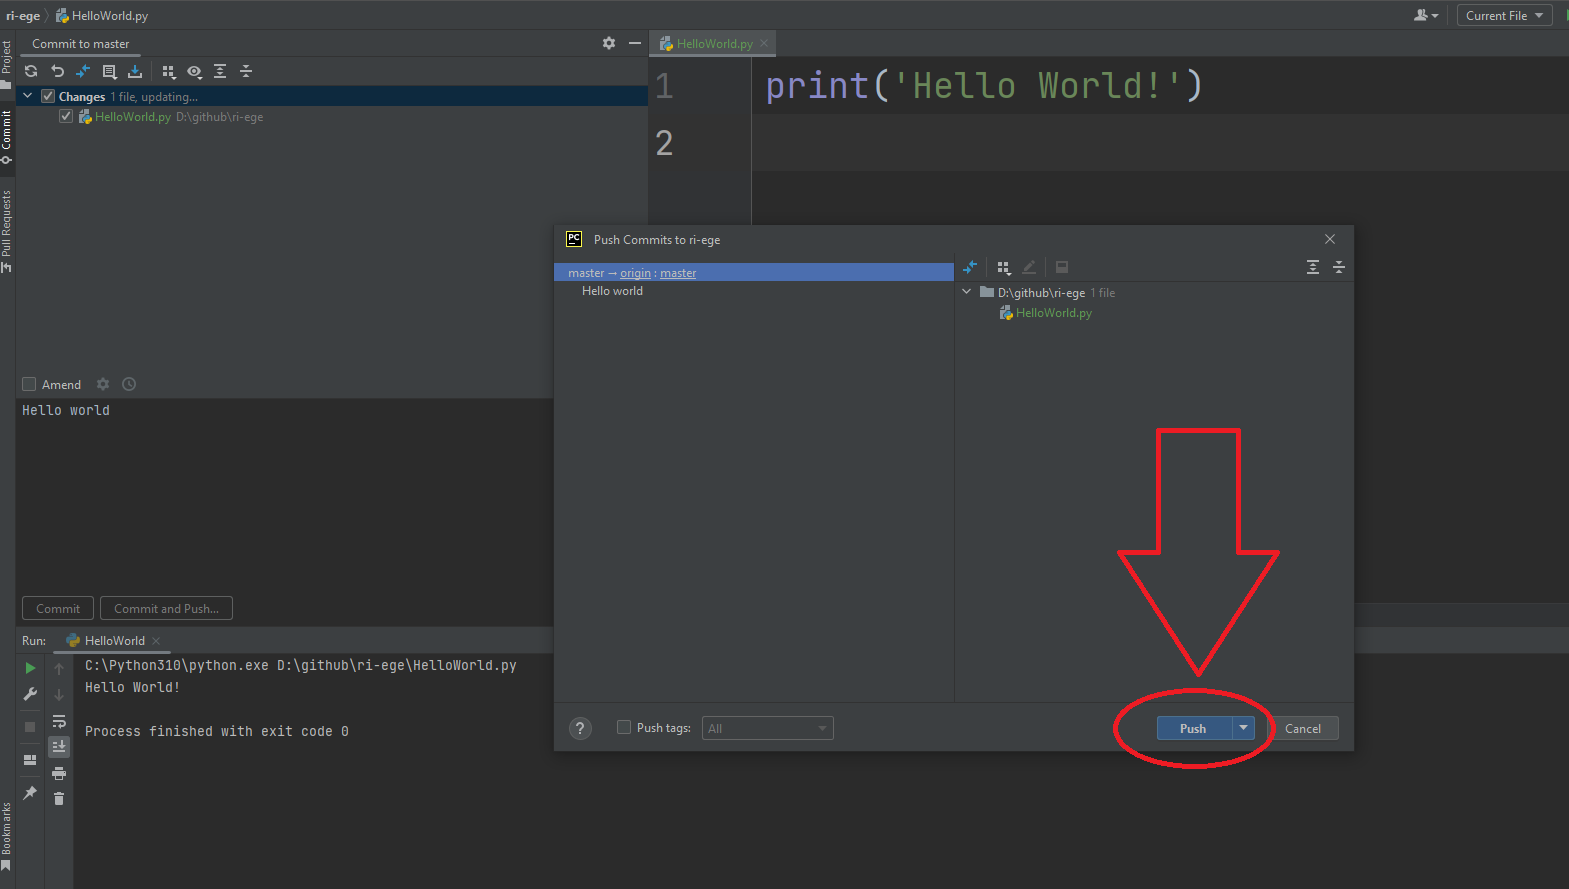 ri-ege
HelloWorld.py
Current File
Project
Commit
Pull Requests
Bookmarks
Commit to master
Changes 1 file, updating...
HelloWorld.py D:\github\ri-ege
Amend
Hello world
Commit
Commit and Push...
HelloWorld.py
1 print('Hello World!')
2
PC
Push Commits to ri-ege
master → origin : master
Hello world
D:\github\ri-ege 1 file
HelloWorld.py
?
Push tags:
All
Push
Cancel
Run:
HelloWorld
C:\Python310\python.exe D:\github\ri-ege\HelloWorld.py
Hello World!
Process finished with exit code 0